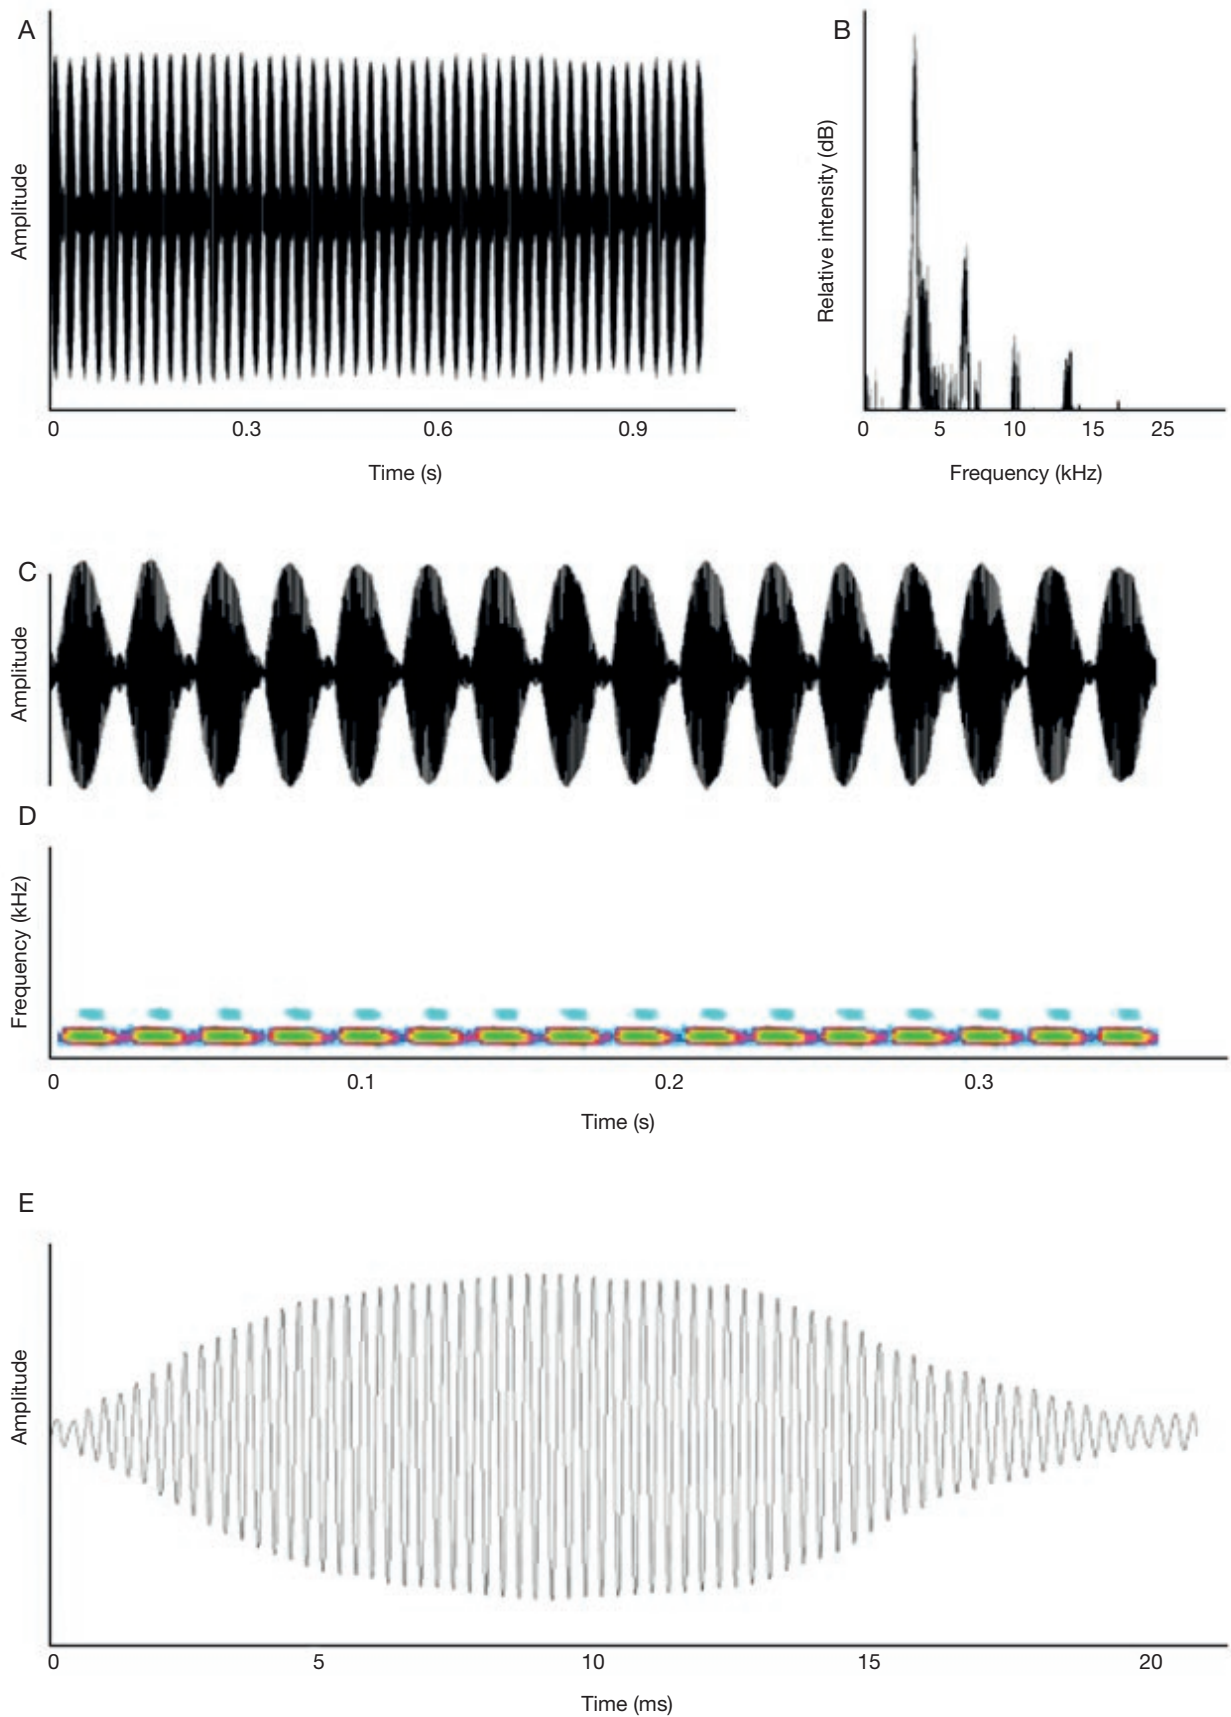 A
Amplitude
0 0.3 0.6 0.9
Time (s)
B
Relative intensity (dB)
0 5 10 15 25
Frequency (kHz)
C
Amplitude
D
Frequency (kHz)
0 0.1 0.2 0.3
Time (s)
E
Amplitude
0 5 10 15 20
Time (ms)